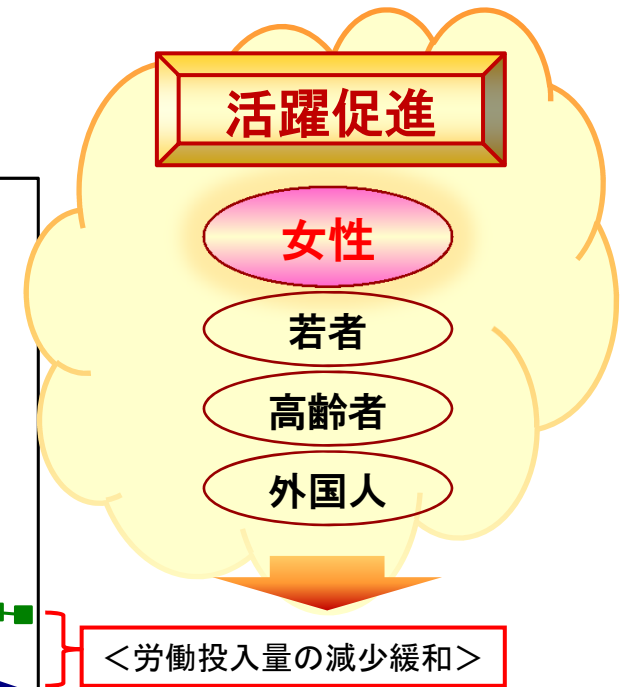 活躍促進
女性
若者
高齢者
外国人
＜労働投入量の減少緩和＞